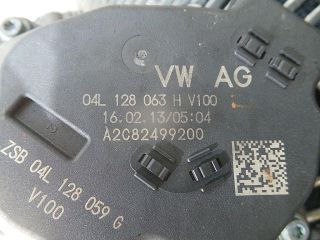 VW AG
04L 128 063 H V100
16.02.13/05:04
A2C82499200
ZSB 04L 128 059 G
V100